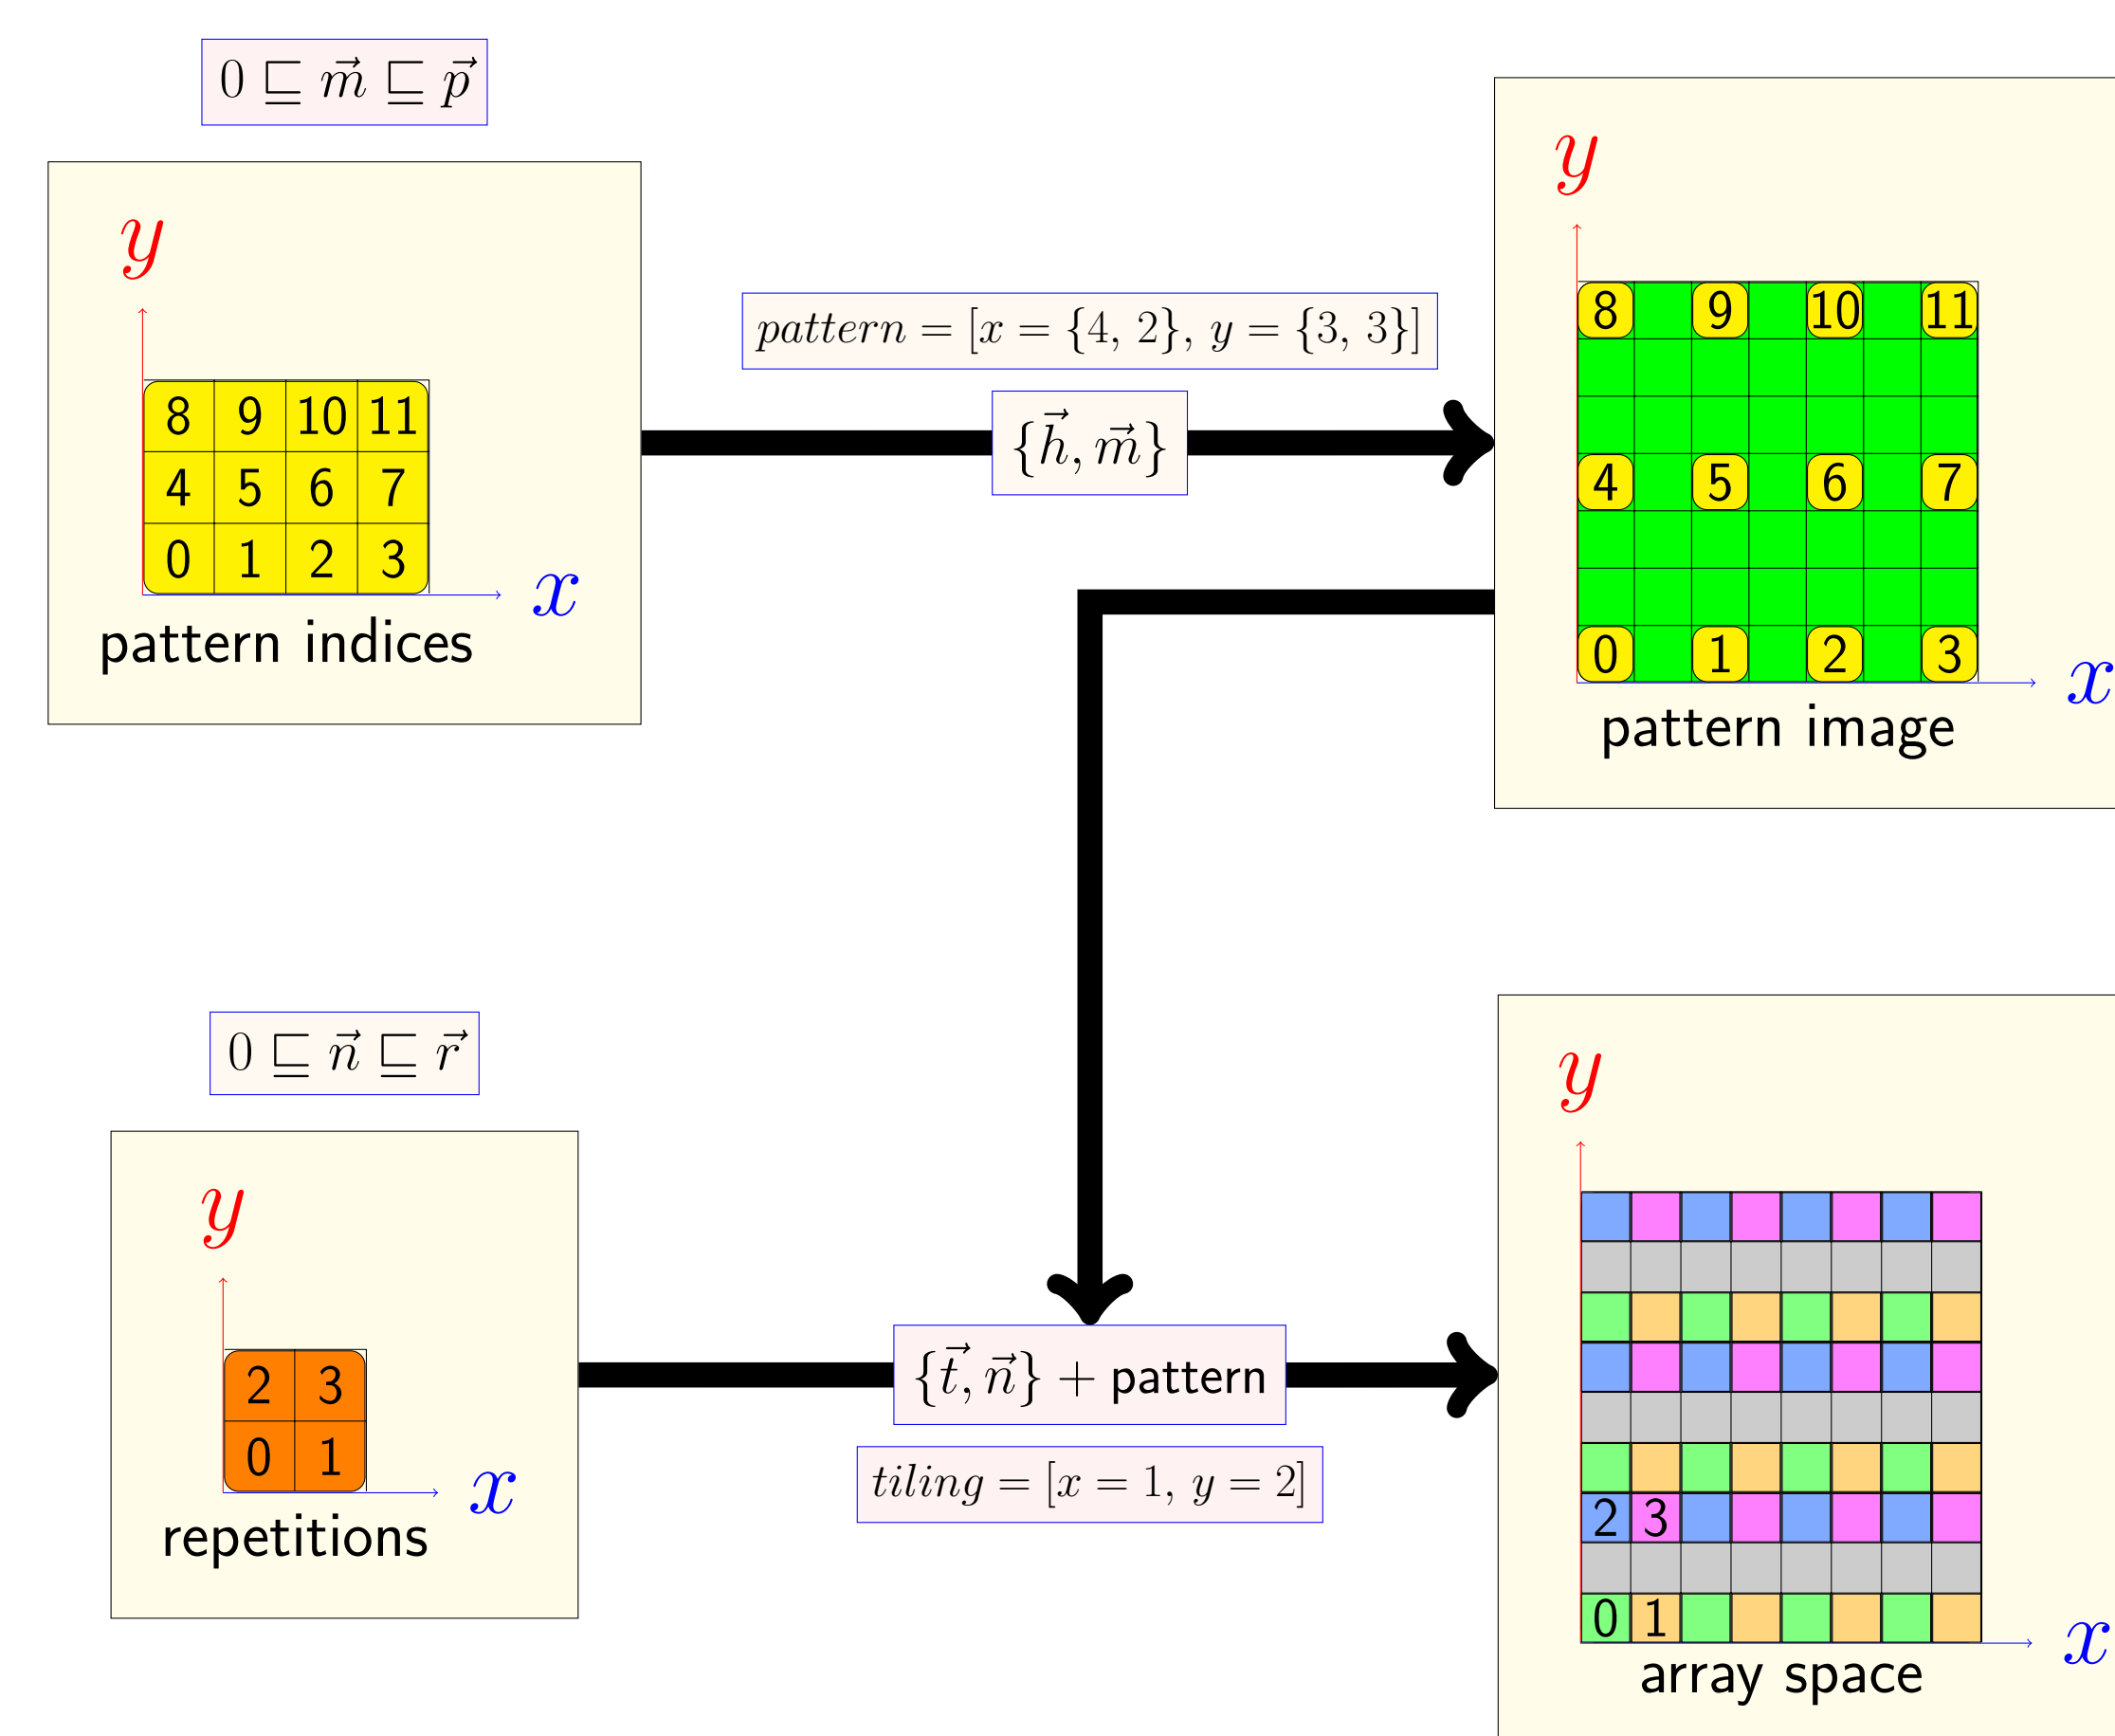 0 ⊑ m⃗ ⊑ p⃗
y
8 9 10 11
4 5 6 7
0 1 2 3
x
pattern indices
pattern = [x = {4, 2}, y = {3, 3}]
{h⃗, m⃗}
y
8 9 10 11
4 5 6 7
0 1 2 3
x
pattern image
0 ⊑ n⃗ ⊑ r⃗
y
2 3
0 1
x
repetitions
{t⃗, n⃗} + pattern
tiling = [x = 1, y = 2]
y
2 3
0 1
x
array space